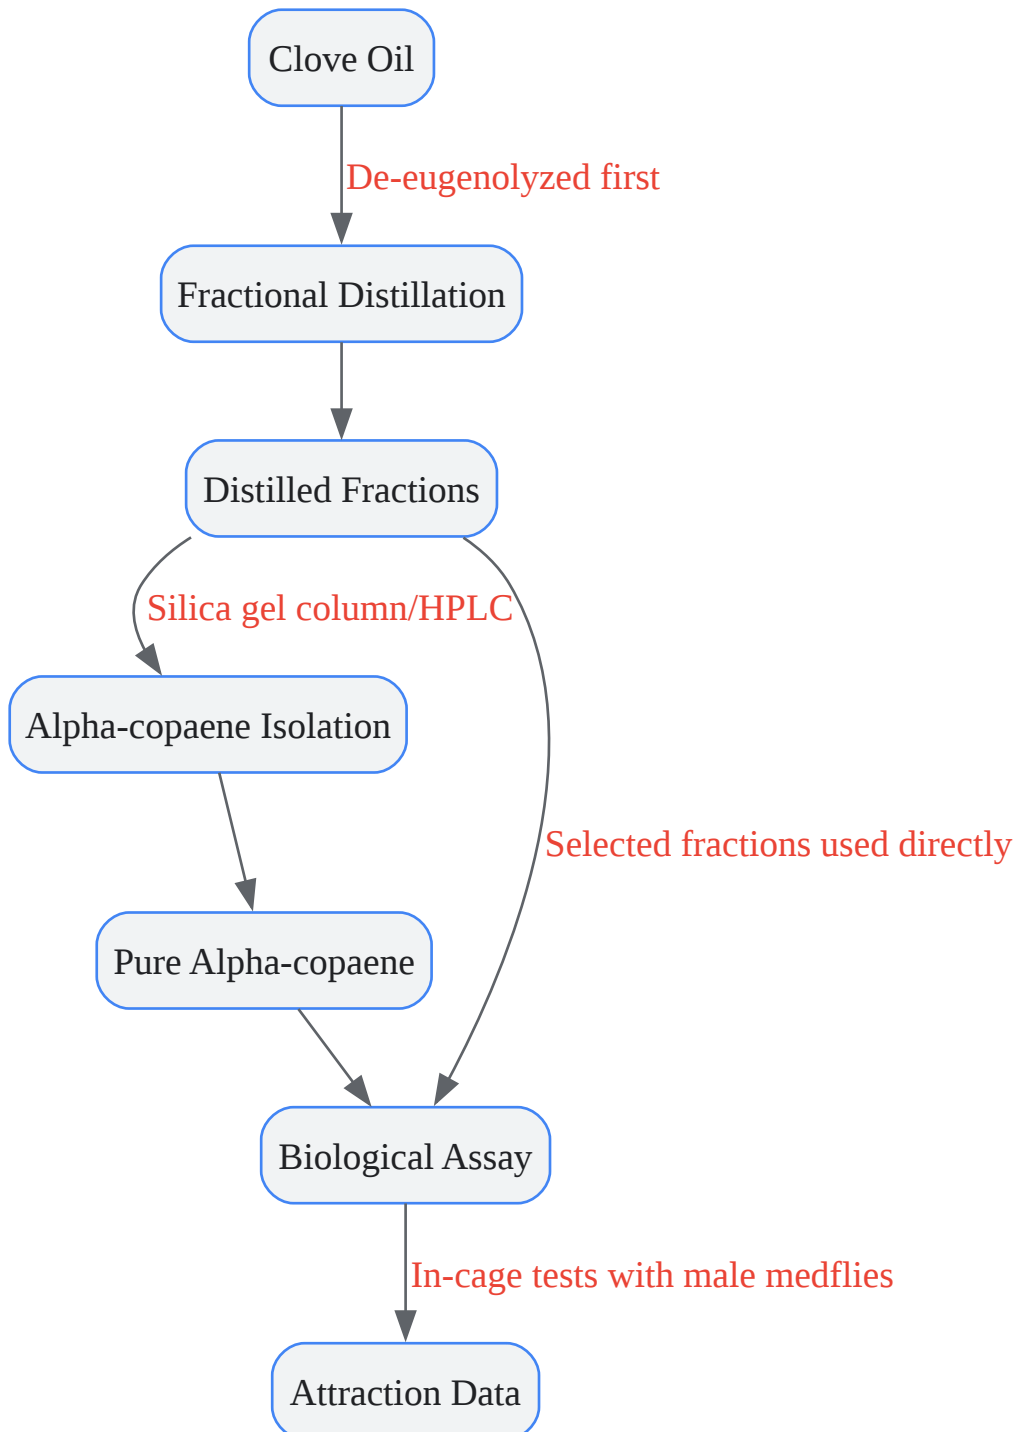 Clove Oil
De-eugenolyzed first
Fractional Distillation
Distilled Fractions
Silica gel column/HPLC
Alpha-copaene Isolation
Selected fractions used directly
Pure Alpha-copaene
Biological Assay
In-cage tests with male medflies
Attraction Data